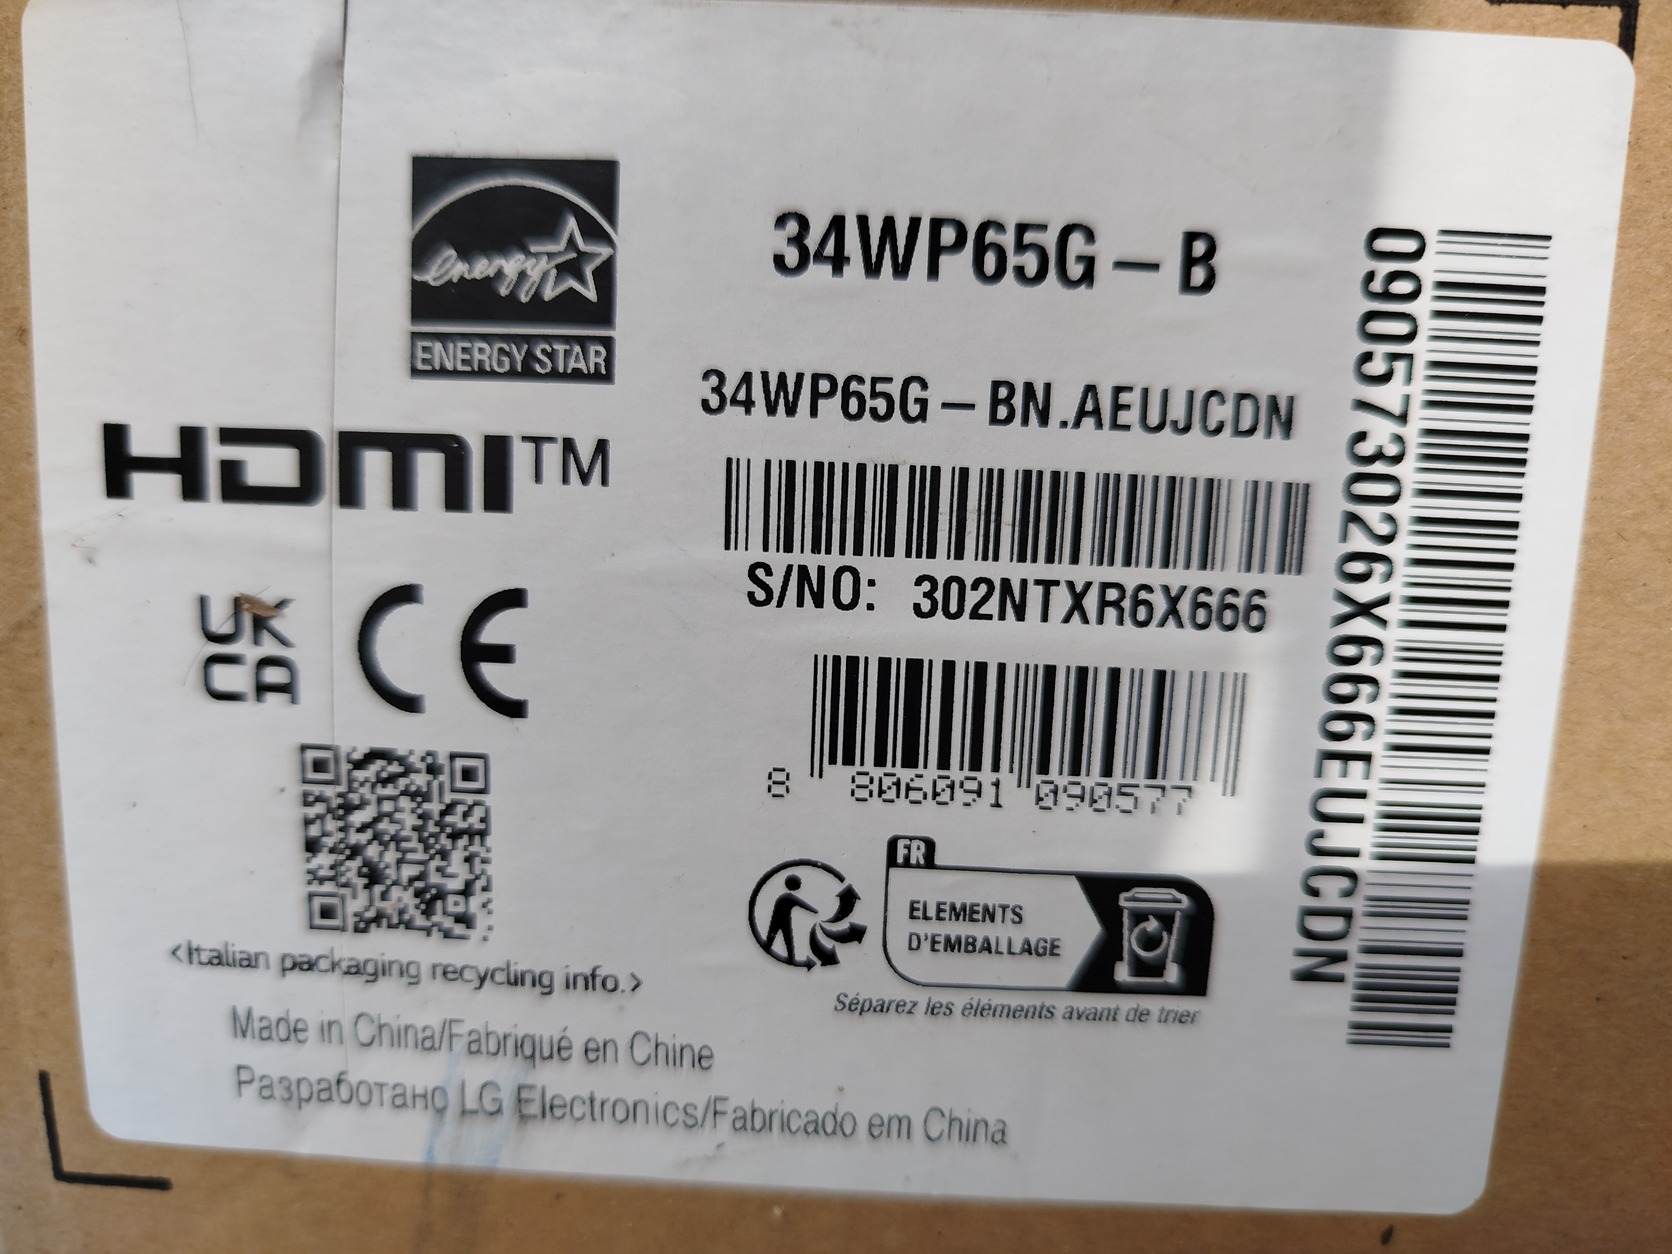 energy
ENERGY STAR
HDMI™
UK
CA
CE
<Italian packaging recycling info.>
Made in China/Fabriqué en Chine
Разработано LG Electronics/Fabricado em China
34WP65G-B
34WP65G-BN.AEUJCDN
S/NO: 302NTXR6X666
8 806091 090577
FR
ELEMENTS
D'EMBALLAGE
Séparez les éléments avant de trier
090573026X666EUJCDN